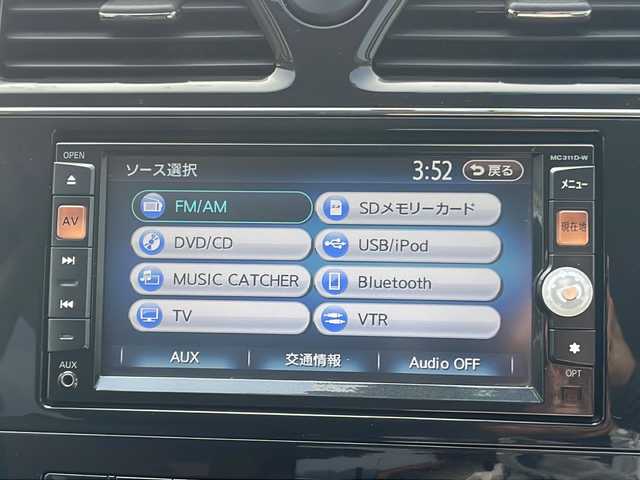 OPEN
MC311D-W
ソース選択
3:52
戻る
メニュー
AV
現在地
FM/AM
SDメモリーカード
DVD/CD
USB/iPod
MUSIC CATCHER
Bluetooth
TV
VTR
AUX
交通情報
Audio OFF
AUX
OPT